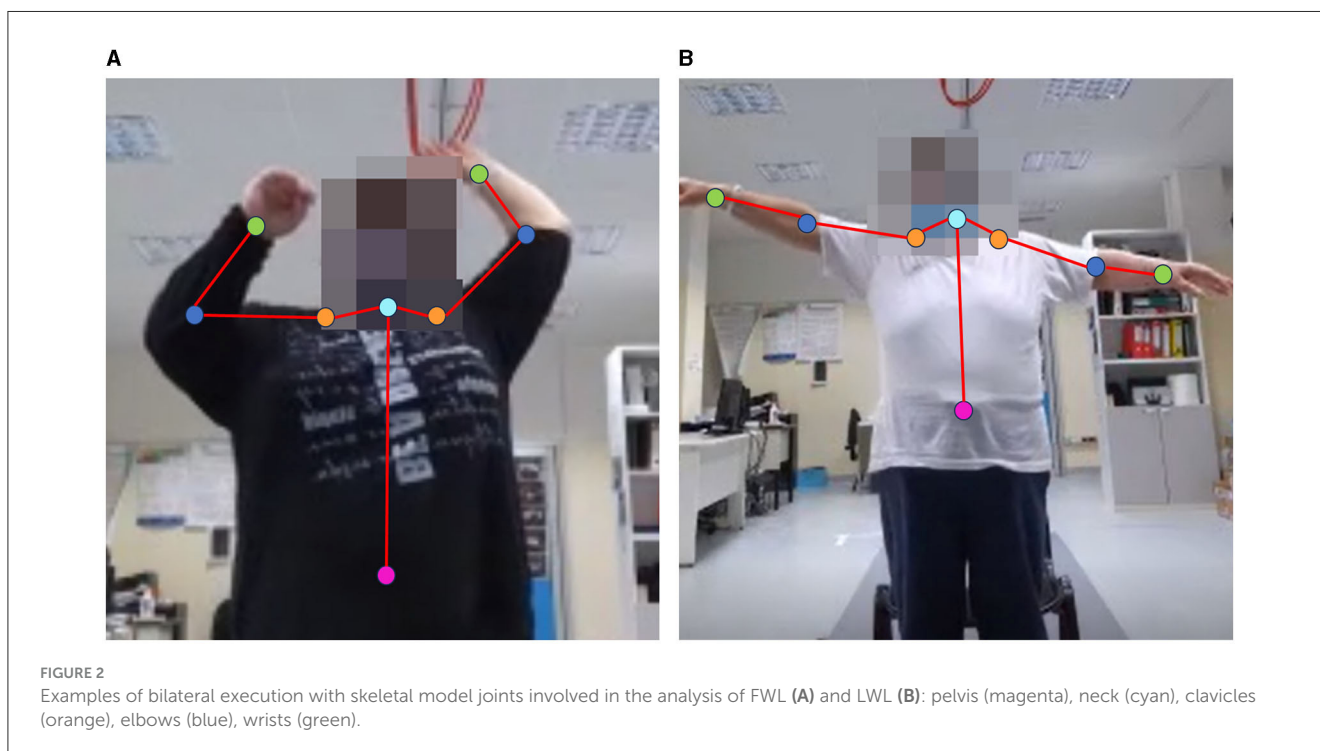 A
B
FIGURE 2
Examples of bilateral execution with skeletal model joints involved in the analysis of FWL (A) and LWL (B): pelvis (magenta), neck (cyan), clavicles
(orange), elbows (blue), wrists (green).